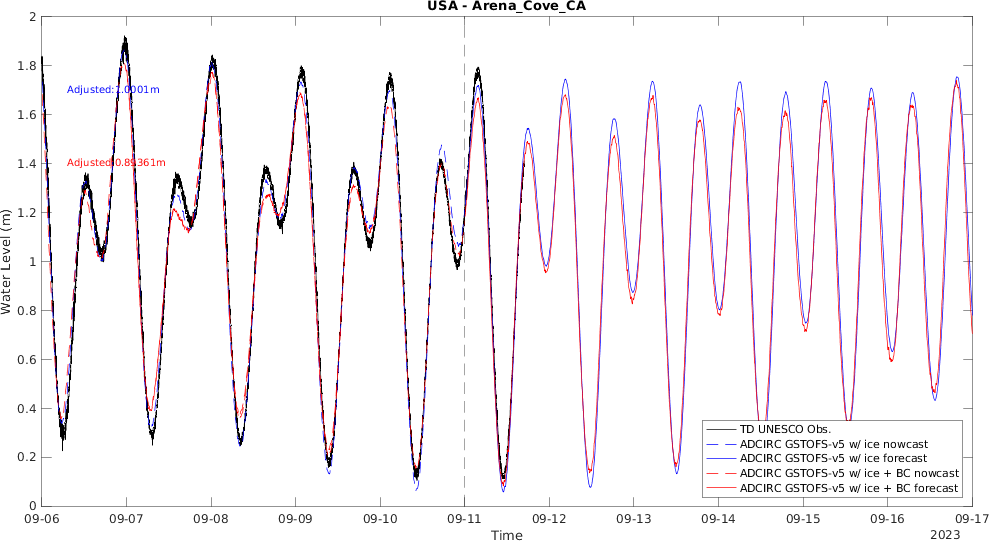 USA - Arena_Cove_CA
2
1.8
1.6
1.4
1.2
1
0.8
0.6
0.4
0.2
0
Water Level (m)
Adjusted:1.0001m
Adjusted:0.89361m
TD UNESCO Obs.
ADCIRC GSTOFS-v5 w/ ice nowcast
ADCIRC GSTOFS-v5 w/ ice forecast
ADCIRC GSTOFS-v5 w/ ice + BC nowcast
ADCIRC GSTOFS-v5 w/ ice + BC forecast
09-06 09-07 09-08 09-09 09-10 09-11 09-12 09-13 09-14 09-15 09-16 09-17
Time
2023